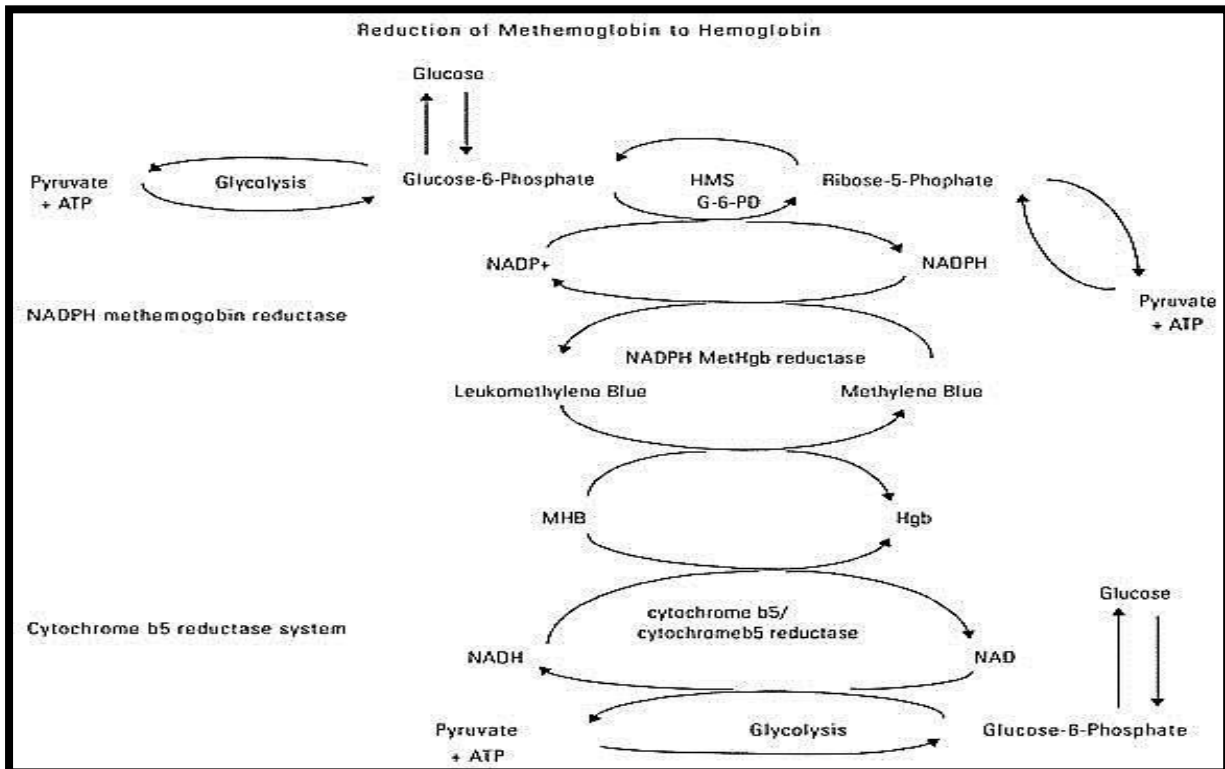 Reduction of Methemoglobin to Hemoglobin
Glucose
Pyruvate
+ ATP
Glycolysis
Glucose-6-Phosphate
HMS
G-6-PD
Ribose-5-Phophate
NADP+
NADPH
Pyruvate
+ ATP
NADPH methemogobin reductase
NADPH MetHgb reductase
Leukomethylene Blue
Methylene Blue
MHB
Hgb
Glucose
Cytochrome b5 reductase system
cytochrome b5/
cytochromeb5 reductase
NADH
NAD
Pyruvate
+ ATP
Glycolysis
Glucose-6-Phosphate